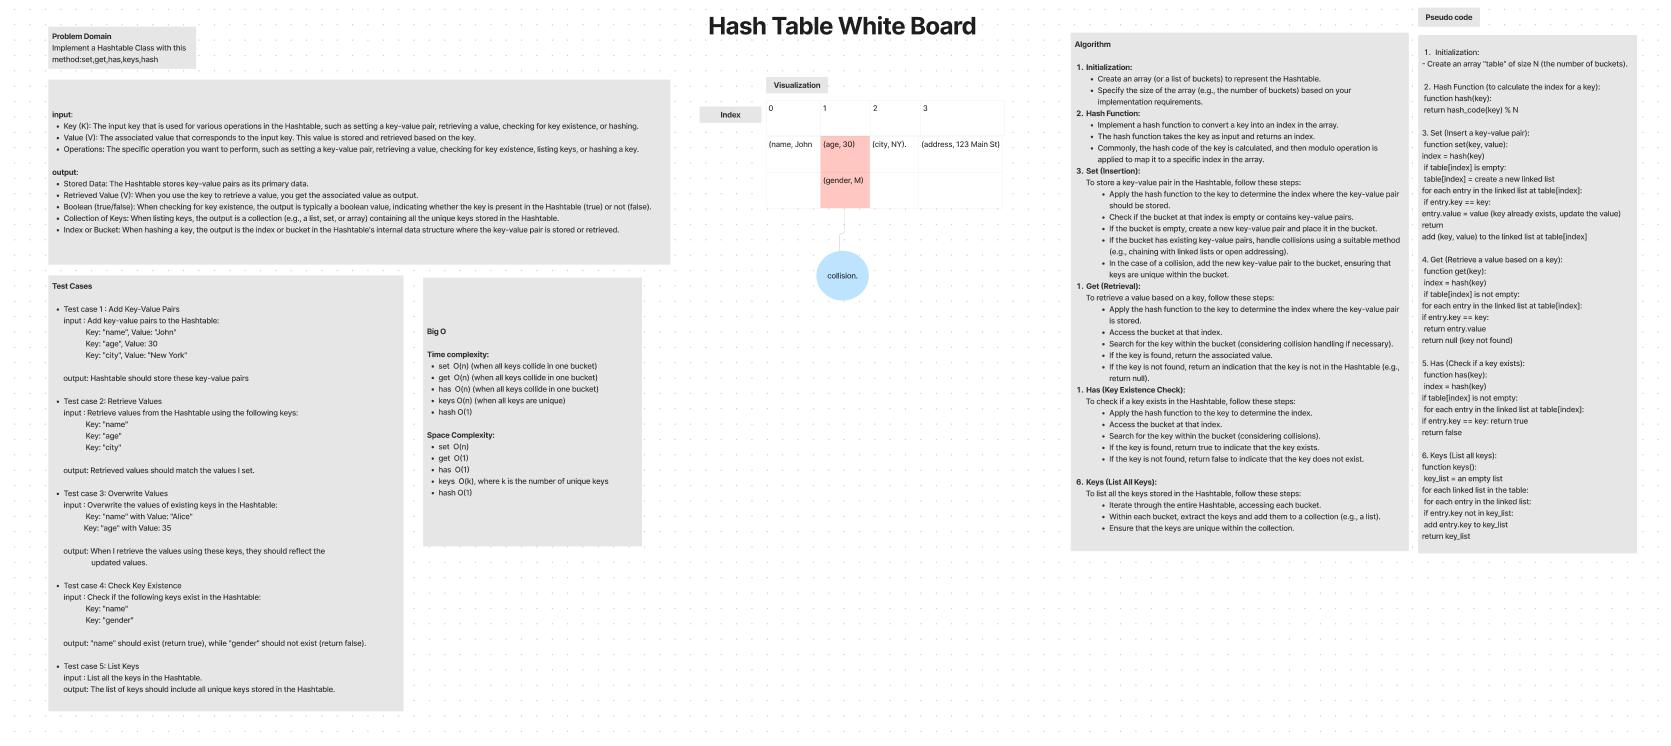 Hash Table White Board
Problem Domain
Implement a Hashtable Class with this
method:set,get,has,keys,hash
input:
• Key (K): The input key that is used for various operations in the Hashtable, such as setting a key-value pair, retrieving a value, checking for key existence, or hashing.
• Value (V): The associated value that corresponds to the input key. This value is stored and retrieved based on the key.
• Operations: The specific operation you want to perform, such as setting a key-value pair, retrieving a value, checking for key existence, listing keys, or hashing a key.
output:
• Stored Data: The Hashtable stores key-value pairs as its primary data.
• Retrieved Value (V): When you use the key to retrieve a value, you get the associated value as output.
• Boolean (true/false): When checking for key existence, the output is typically a boolean value, indicating whether the key is present in the Hashtable (true) or not (false).
• Collection of Keys: When listing keys, the output is a collection (e.g., a list, set, or array) containing all the unique keys stored in the Hashtable.
• Index or Bucket: When hashing a key, the output is the index or bucket in the Hashtable's internal data structure where the key-value pair is stored or retrieved.
Test Cases
• Test case 1 : Add Key-Value Pairs
input : Add key-value pairs to the Hashtable:
Key: "name", Value: "John"
Key: "age", Value: 30
Key: "city", Value: "New York"
output: Hashtable should store these key-value pairs
• Test case 2: Retrieve Values
input : Retrieve values from the Hashtable using the following keys:
Key: "name"
Key: "age"
Key: "city"
output: Retrieved values should match the values I set.
• Test case 3: Overwrite Values
input : Overwrite the values of existing keys in the Hashtable:
Key: "name" with Value: "Alice"
Key: "age" with Value: 35
output: When I retrieve the values using these keys, they should reflect the
updated values.
• Test case 4: Check Key Existence
input : Check if the following keys exist in the Hashtable:
Key: "name"
Key: "gender"
output: "name" should exist (return true), while "gender" should not exist (return false).
• Test case 5: List Keys
input : List all the keys in the Hashtable.
output: The list of keys should include all unique keys stored in the Hashtable.
Big O
Time complexity:
• set O(n) (when all keys collide in one bucket)
• get O(n) (when all keys collide in one bucket)
• has O(n) (when all keys collide in one bucket)
• keys O(n) (when all keys are unique)
• hash O(1)
Space Complexity:
• set O(n)
• get O(1)
• has O(1)
• keys O(k), where k is the number of unique keys
• hash O(1)
Visualization
Index
0 1 2 3
(name, John (age, 30) (city, NY). (address, 123 Main St)
(gender, M)
collision.
Algorithm
1. Initialization:
• Create an array (or a list of buckets) to represent the Hashtable.
• Specify the size of the array (e.g., the number of buckets) based on your
implementation requirements.
2. Hash Function:
• Implement a hash function to convert a key into an index in the array.
• The hash function takes the key as input and returns an index.
• Commonly, the hash code of the key is calculated, and then modulo operation is
applied to map it to a specific index in the array.
3. Set (Insertion):
To store a key-value pair in the Hashtable, follow these steps:
• Apply the hash function to the key to determine the index where the key-value pair
should be stored.
• Check if the bucket at that index is empty or contains key-value pairs.
• If the bucket is empty, create a new key-value pair and place it in the bucket.
• If the bucket has existing key-value pairs, handle collisions using a suitable method
(e.g., chaining with linked lists or open addressing).
• In the case of a collision, add the new key-value pair to the bucket, ensuring that
keys are unique within the bucket.
1. Get (Retrieval):
To retrieve a value based on a key, follow these steps:
• Apply the hash function to the key to determine the index where the key-value pair
is stored.
• Access the bucket at that index.
• Search for the key within the bucket (considering collision handling if necessary).
• If the key is found, return the associated value.
• If the key is not found, return an indication that the key is not in the Hashtable (e.g.,
return null).
1. Has (Key Existence Check):
To check if a key exists in the Hashtable, follow these steps:
• Apply the hash function to the key to determine the index.
• Access the bucket at that index.
• Search for the key within the bucket (considering collisions).
• If the key is found, return true to indicate that the key exists.
• If the key is not found, return false to indicate that the key does not exist.
6. Keys (List All Keys):
To list all the keys stored in the Hashtable, follow these steps:
• Iterate through the entire Hashtable, accessing each bucket.
• Within each bucket, extract the keys and add them to a collection (e.g., a list).
• Ensure that the keys are unique within the collection.
Pseudo code
1. Initialization:
- Create an array "table" of size N (the number of buckets).
2. Hash Function (to calculate the index for a key):
function hash(key):
return hash_code(key) % N
3. Set (Insert a key-value pair):
function set(key, value):
index = hash(key)
if table[index] is empty:
table[index] = create a new linked list
for each entry in the linked list at table[index]:
if entry.key == key:
entry.value = value (key already exists, update the value)
return
add (key, value) to the linked list at table[index]
4. Get (Retrieve a value based on a key):
function get(key):
index = hash(key)
if table[index] is not empty:
for each entry in the linked list at table[index]:
if entry.key == key:
return entry.value
return null (key not found)
5. Has (Check if a key exists):
function has(key):
index = hash(key)
if table[index] is not empty:
for each entry in the linked list at table[index]:
if entry.key == key: return true
return false
6. Keys (List all keys):
function keys():
key_list = an empty list
for each linked list in the table:
for each entry in the linked list:
if entry.key not in key_list:
add entry.key to key_list
return key_list